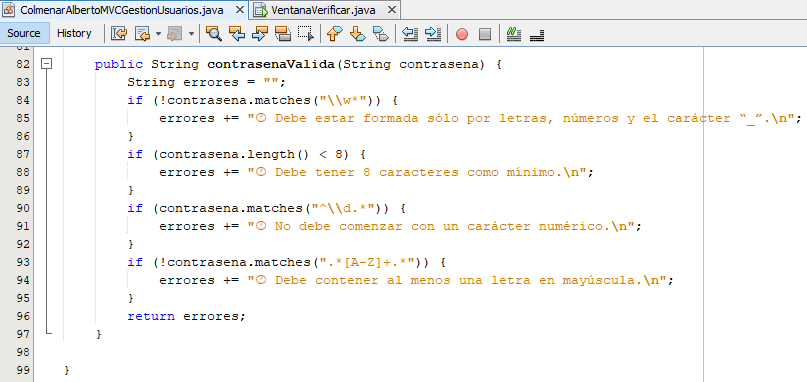 ColmenarAlbertoMVCGestionUsuarios.java VentanaVerificar.java
Source History
81
82 public String contrasenaValida(String contrasena) {
83 String errores = "";
84 if (!contrasena.matches("\\w*")) {
85 errores += "⏲ Debe estar formada sólo por letras, números y el carácter “_”.\n";
86 }
87 if (contrasena.length() < 8) {
88 errores += "⏲ Debe tener 8 caracteres como mínimo.\n";
89 }
90 if (contrasena.matches("^\\d.*")) {
91 errores += "⏲ No debe comenzar con un carácter numérico.\n";
92 }
93 if (!contrasena.matches(".*[A-Z]+.*")) {
94 errores += "⏲ Debe contener al menos una letra en mayúscula.\n";
95 }
96 return errores;
97 }
98
99 }